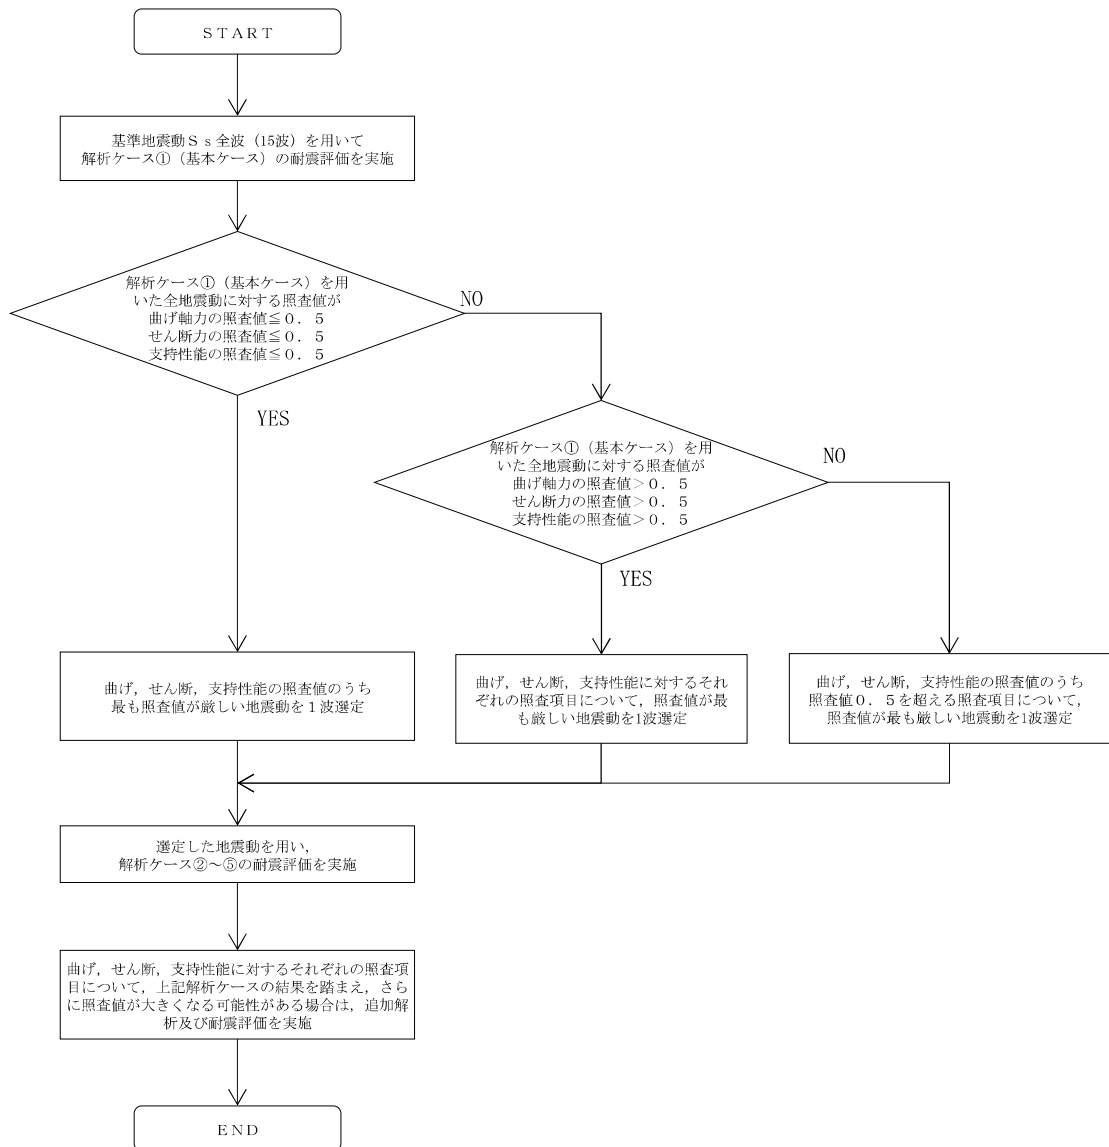 ＳＴＡＲＴ
基準地震動Ｓｓ全波（15波）を用いて
解析ケース①（基本ケース）の耐震評価を実施
解析ケース①（基本ケース）を用
いた全地震動に対する照査値が
曲げ軸力の照査値≦０．５
せん断力の照査値≦０．５
支持性能の照査値≦０．５
NO
YES
解析ケース①（基本ケース）を用
いた全地震動に対する照査値が
曲げ軸力の照査値＞０．５
せん断力の照査値＞０．５
支持性能の照査値＞０．５
NO
YES
曲げ，せん断，支持性能の照査値のうち
最も照査値が厳しい地震動を１波選定
曲げ，せん断，支持性能に対するそれ
ぞれの照査項目について，照査値が最
も厳しい地震動を1波選定
曲げ，せん断，支持性能の照査値のうち
照査値０．５を超える照査項目について，
照査値が最も厳しい地震動を1波選定
選定した地震動を用い，
解析ケース②～⑤の耐震評価を実施
曲げ，せん断，支持性能に対するそれぞれの照査項
目について，上記解析ケースの結果を踏まえ，さら
に照査値が大きくなる可能性がある場合は，追加解
析及び耐震評価を実施
ＥＮＤ